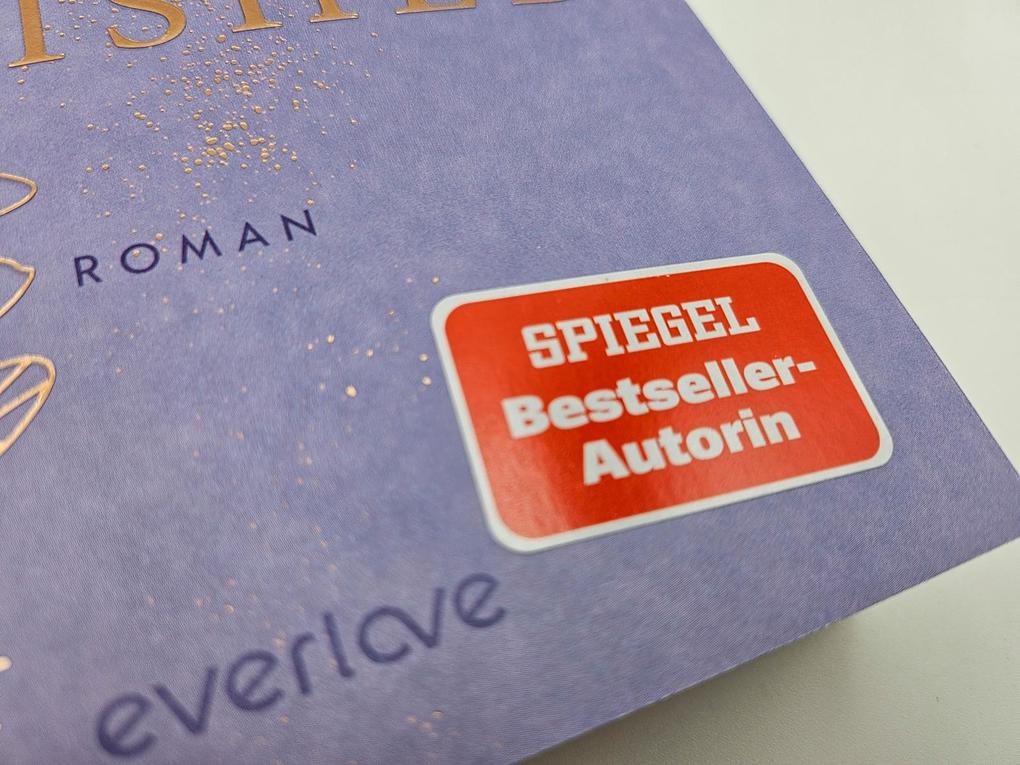 ROMAN
SPIEGEL
Bestseller-
Autorin
everlove